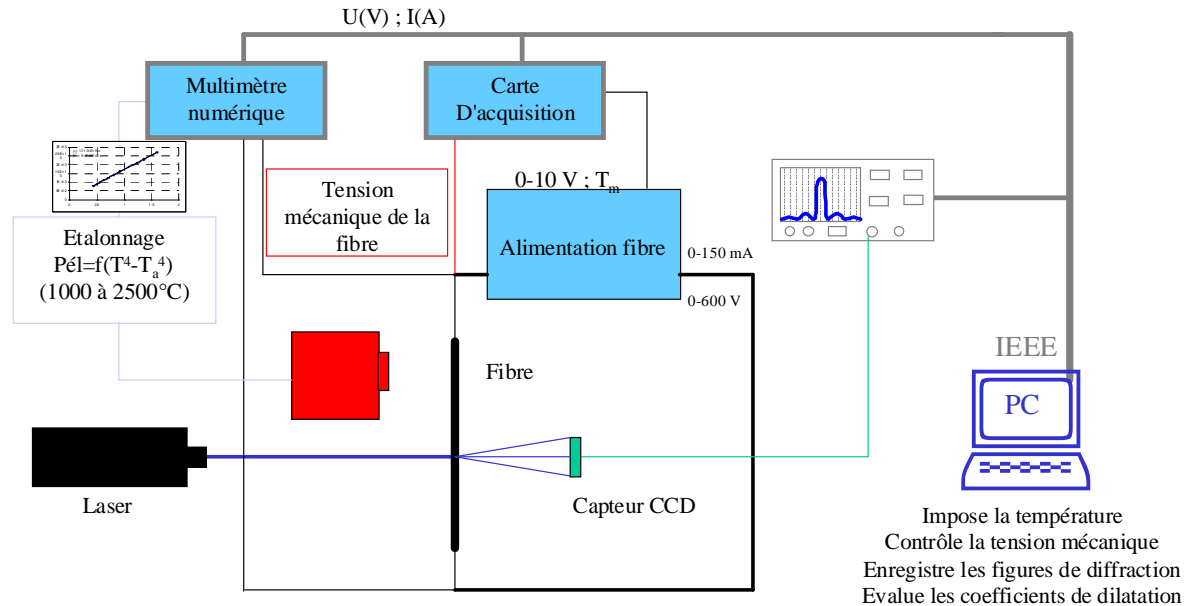 U(V) ; I(A)
Multimètre
numérique
Carte
D'acquisition
Tension
mécanique de la
fibre
0-10 V ; Tm
Alimentation fibre
0-150 mA
0-600 V
Etalonnage
Pél=f(T⁴-Ta⁴)
(1000 à 2500°C)
Fibre
IEEE
PC
Laser
Capteur CCD
Impose la température
Contrôle la tension mécanique
Enregistre les figures de diffraction
Evalue les coefficients de dilatation